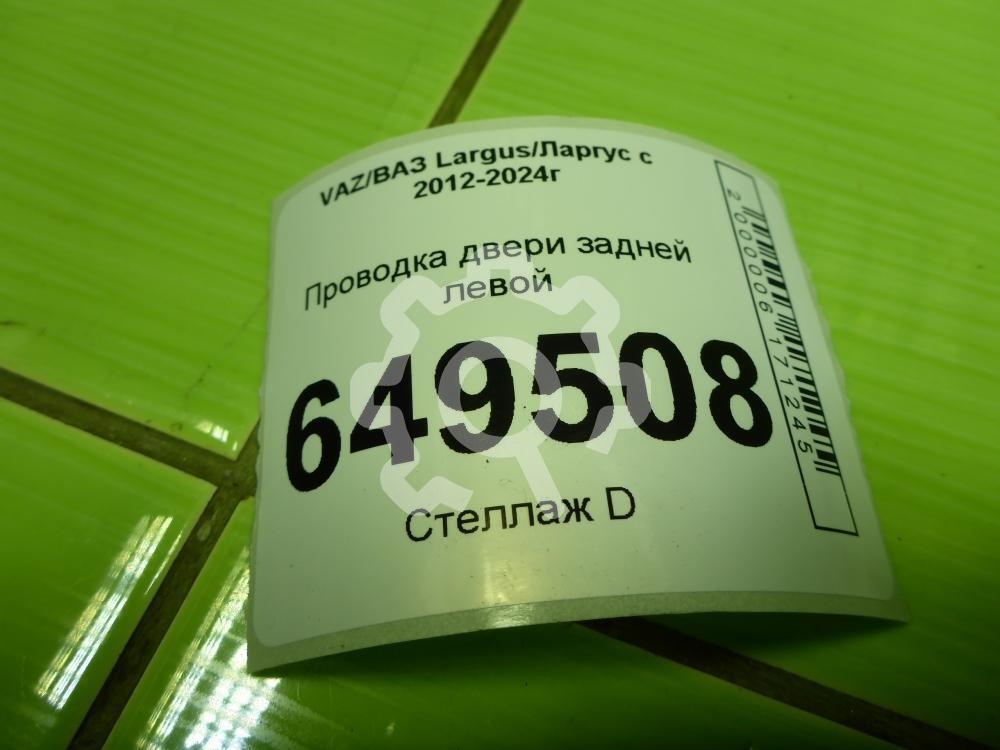 VAZ/ВАЗ Largus/Ларгус с
2012-2024г
Проводка двери задней
левой
649508
Стеллаж D
2000006171245